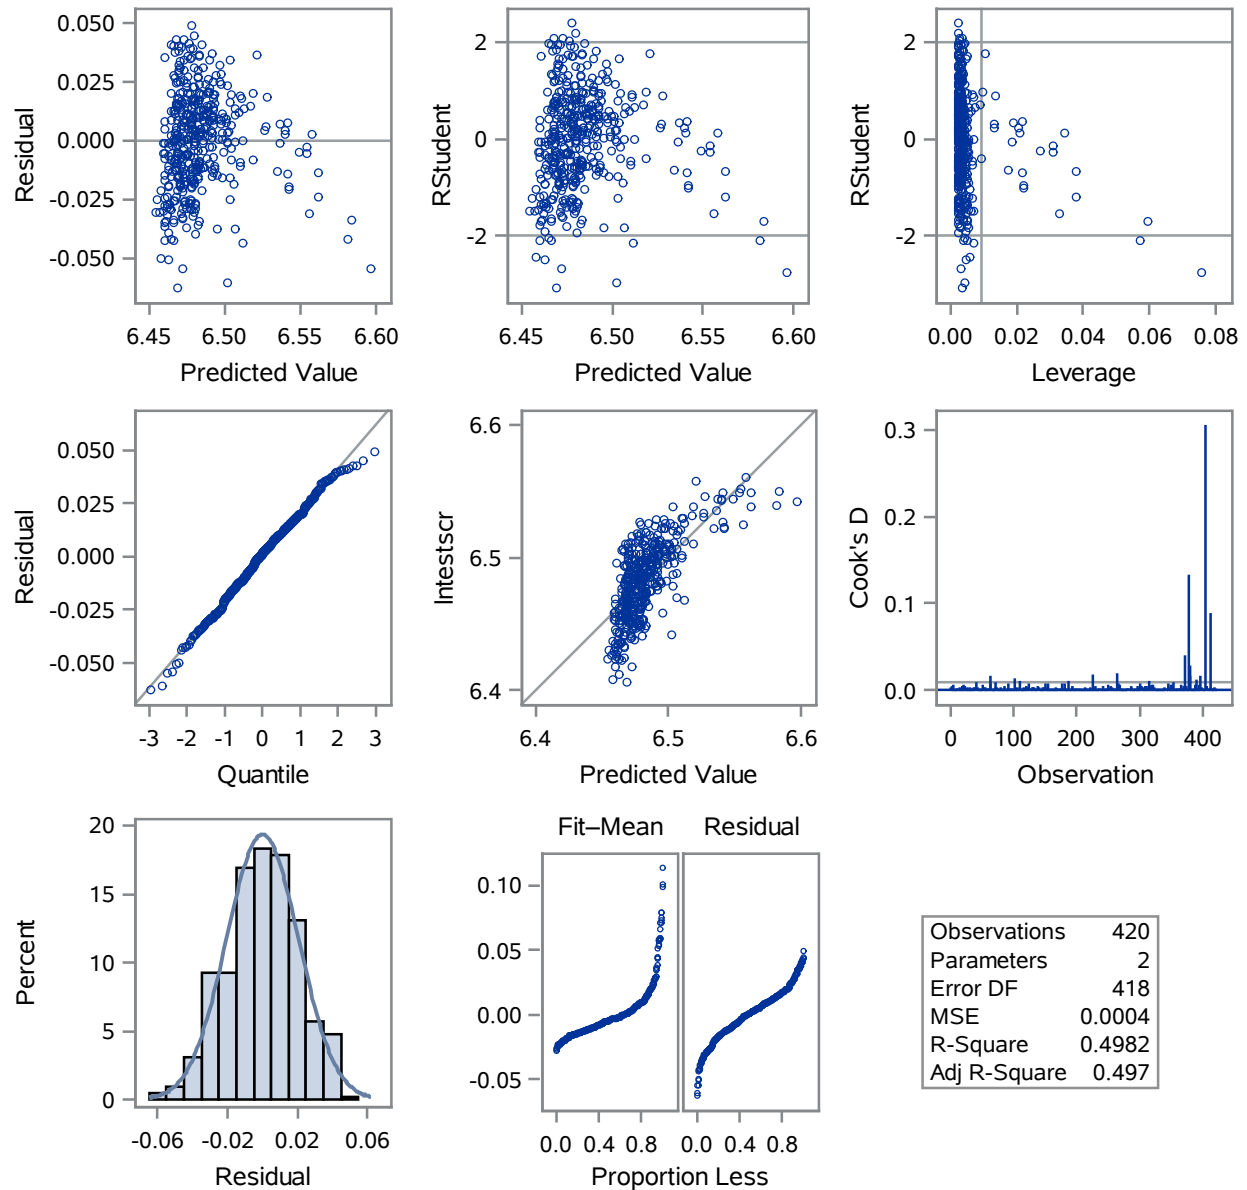 0.050
0.025
0.000
-0.025
-0.050
Residual
6.45 6.50 6.55 6.60
Predicted Value
2
0
-2
RStudent
6.45 6.50 6.55 6.60
Predicted Value
2
0
-2
RStudent
0.00 0.02 0.04 0.06 0.08
Leverage
0.050
0.025
0.000
-0.025
-0.050
Residual
-3 -2 -1 0 1 2 3
Quantile
6.6
6.5
6.4
lntestscr
6.4 6.5 6.6
Predicted Value
0.3
0.2
0.1
0.0
Cook's D
0 100 200 300 400
Observation
20
15
10
5
0
Percent
-0.06 -0.02 0.02 0.06
Residual
Fit–Mean Residual
0.10
0.05
0.00
-0.05
0.0 0.4 0.8 0.0 0.4 0.8
Proportion Less
Observations 420
Parameters 2
Error DF 418
MSE 0.0004
R-Square 0.4982
Adj R-Square 0.497